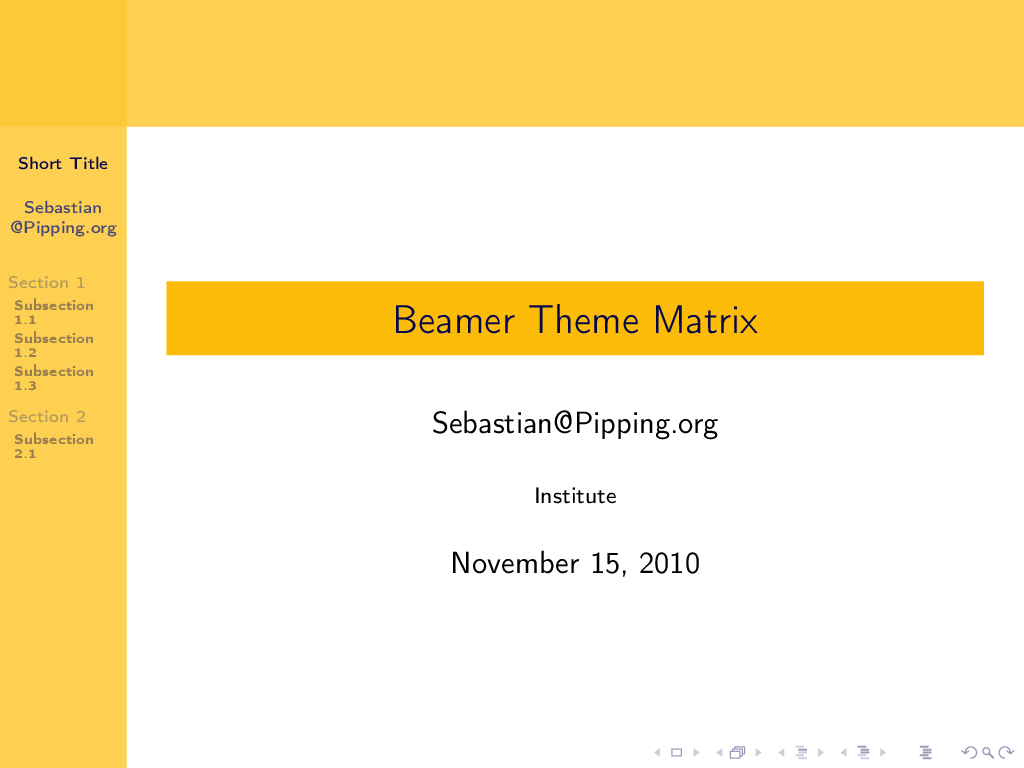 Short Title
Sebastian
@Pipping.org
Section 1
Subsection
1.1
Subsection
1.2
Subsection
1.3
Section 2
Subsection
2.1
Beamer Theme Matrix
Sebastian@Pipping.org
Institute
November 15, 2010